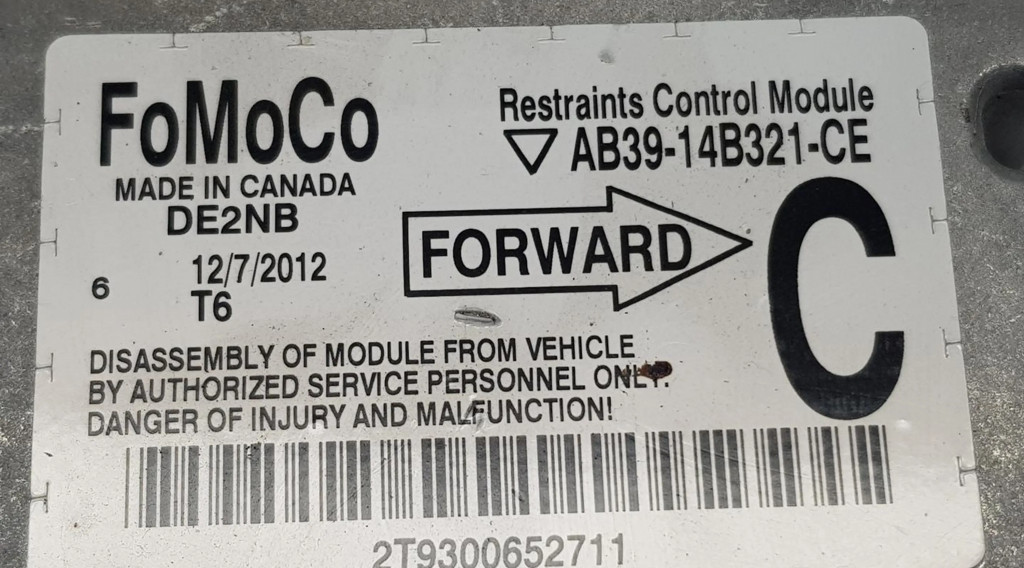 FoMoCo
MADE IN CANADA
DE2NB
12/7/2012
6
T6
Restraints Control Module
AB39-14B321-CE
FORWARD
C
DISASSEMBLY OF MODULE FROM VEHICLE
BY AUTHORIZED SERVICE PERSONNEL ONLY.
DANGER OF INJURY AND MALFUNCTION!
2T9300652711